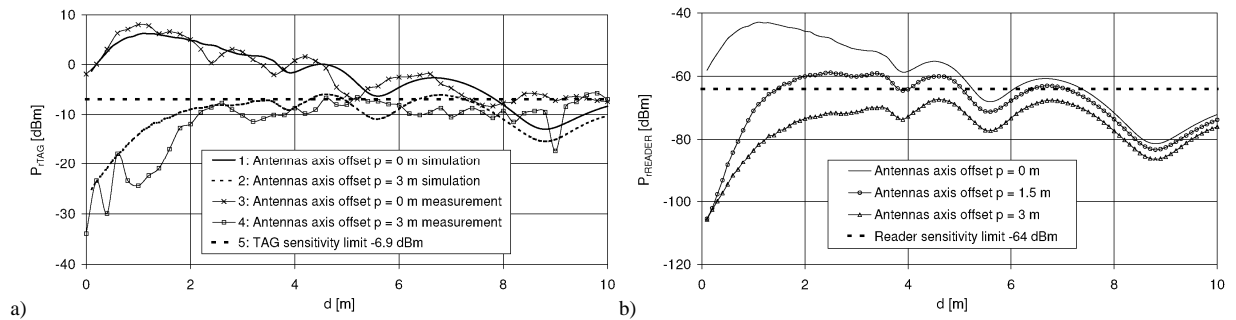 10
0
-10
-20
-30
-40
PrTAG [dBm]
1: Antennas axis offset p = 0 m simulation
2: Antennas axis offset p = 3 m simulation
3: Antennas axis offset p = 0 m measurement
4: Antennas axis offset p = 3 m measurement
5: TAG sensitivity limit -6.9 dBm
0 2 4 6 8 10
d [m]
a)
-40
-60
-80
-100
-120
PrREADER [dBm]
Antennas axis offset p = 0 m
Antennas axis offset p = 1.5 m
Antennas axis offset p = 3 m
Reader sensitivity limit -64 dBm
0 2 4 6 8 10
d [m]
b)